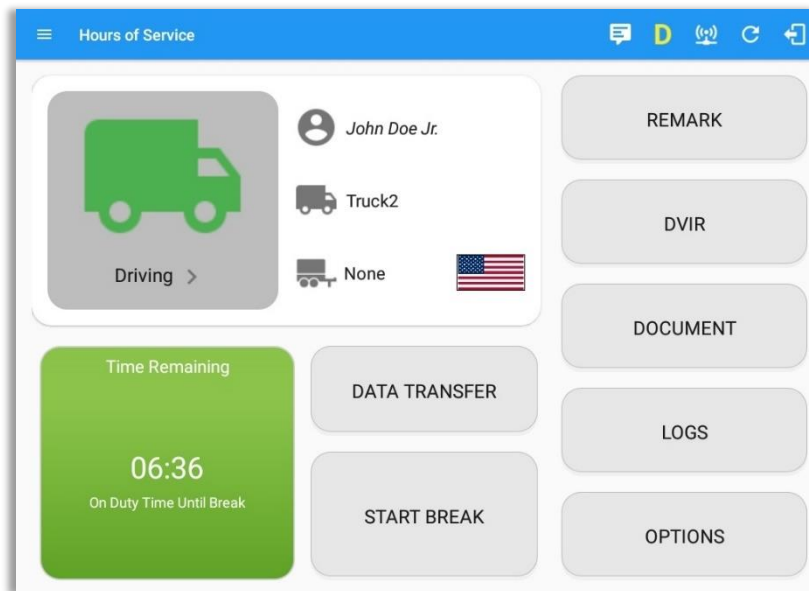 Hours of Service
D
John Doe Jr.
Truck2
None
Driving
REMARK
DVIR
DOCUMENT
LOGS
OPTIONS
Time Remaining
06:36
On Duty Time Until Break
DATA TRANSFER
START BREAK